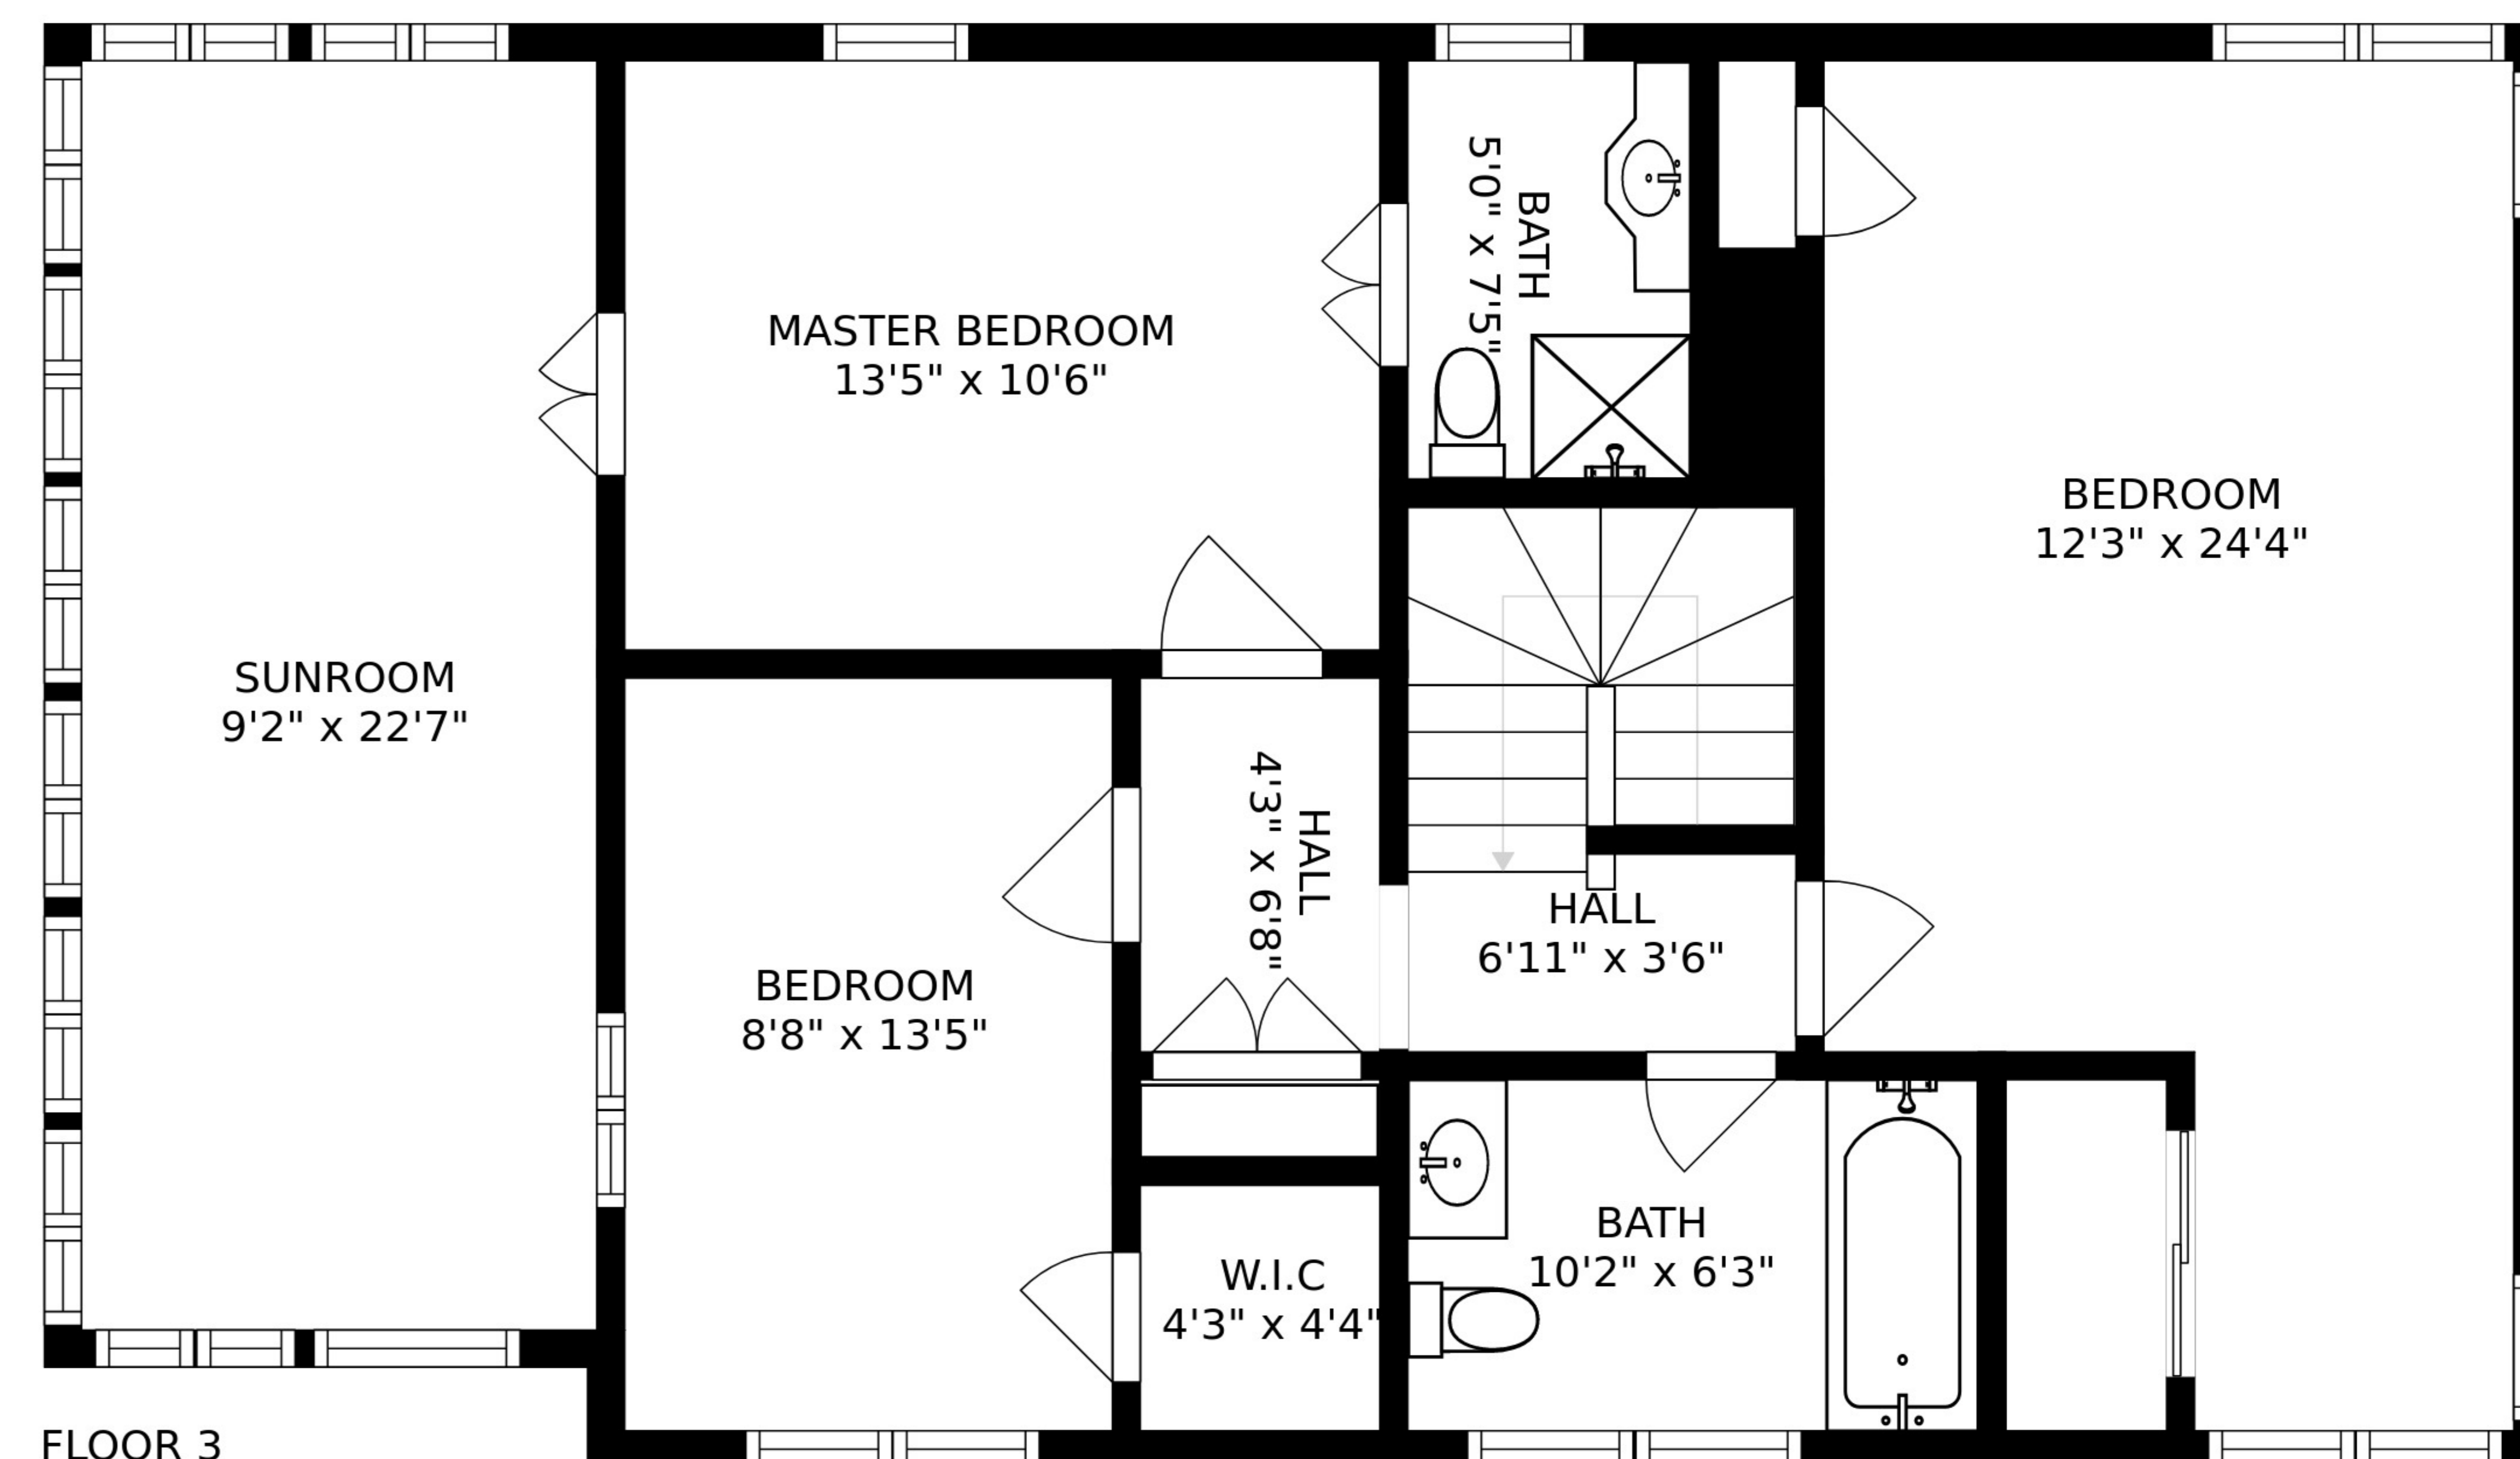 BATH
5'0" x 7'5"
MASTER BEDROOM
13'5" x 10'6"
BEDROOM
12'3" x 24'4"
SUNROOM
9'2" x 22'7"
HALL
4'3" x 6'8"
HALL
6'11" x 3'6"
BEDROOM
8'8" x 13'5"
BATH
10'2" x 6'3"
W.I.C
4'3" x 4'4"
FLOOR 3